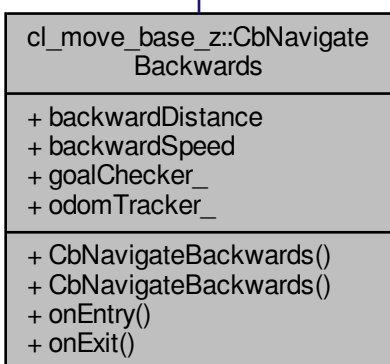 cl_move_base_z::CbNavigate
Backwards
+ backwardDistance
+ backwardSpeed
+ goalChecker_
+ odomTracker_
+ CbNavigateBackwards()
+ CbNavigateBackwards()
+ onEntry()
+ onExit()